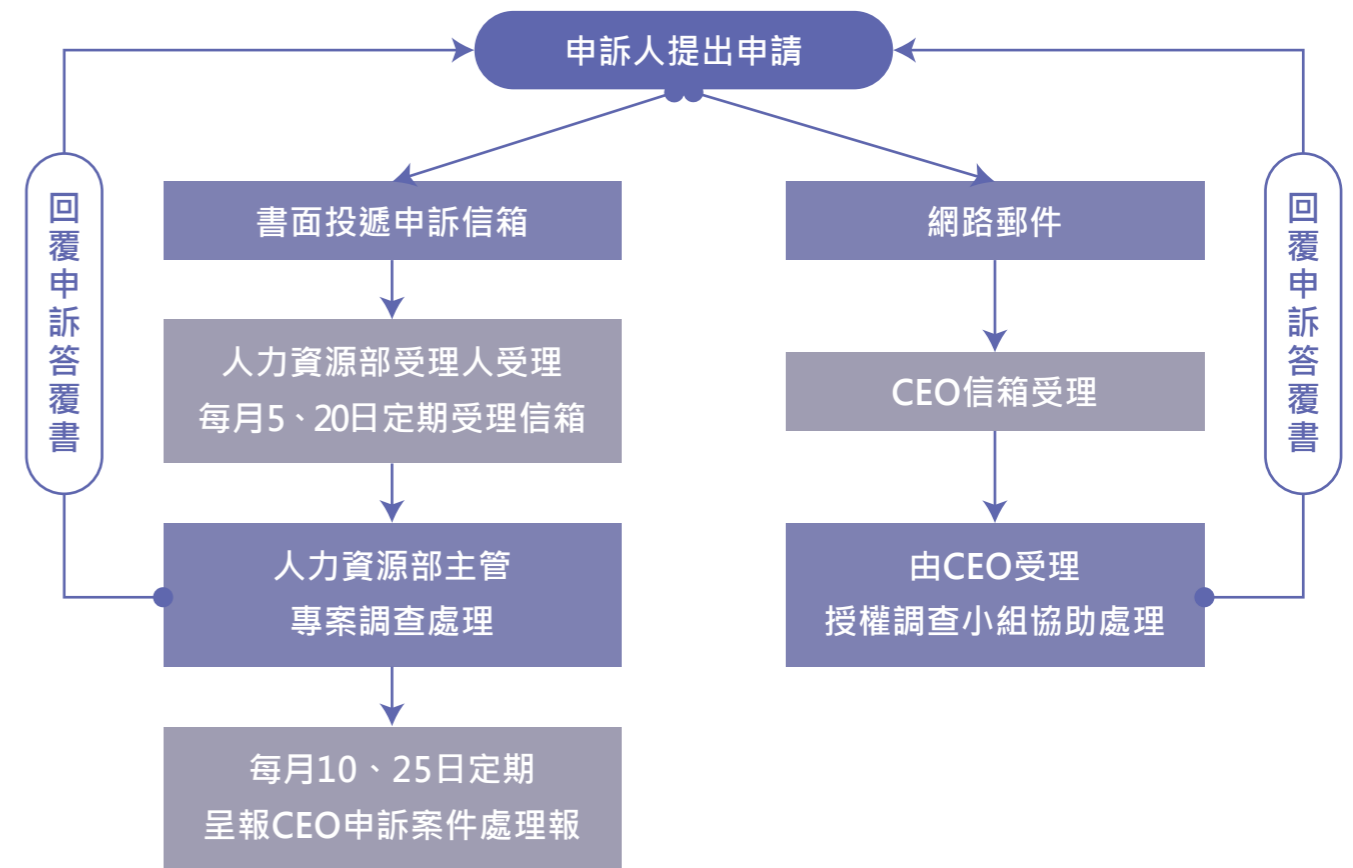 申訴人提出申請
回覆申訴答覆書
書面投遞申訴信箱
人力資源部受理人受理
每月5、20日定期受理信箱
人力資源部主管
專案調查處理
每月10、25日定期
呈報CEO申訴案件處理報
網路郵件
CEO信箱受理
由CEO受理
授權調查小組協助處理
回覆申訴答覆書